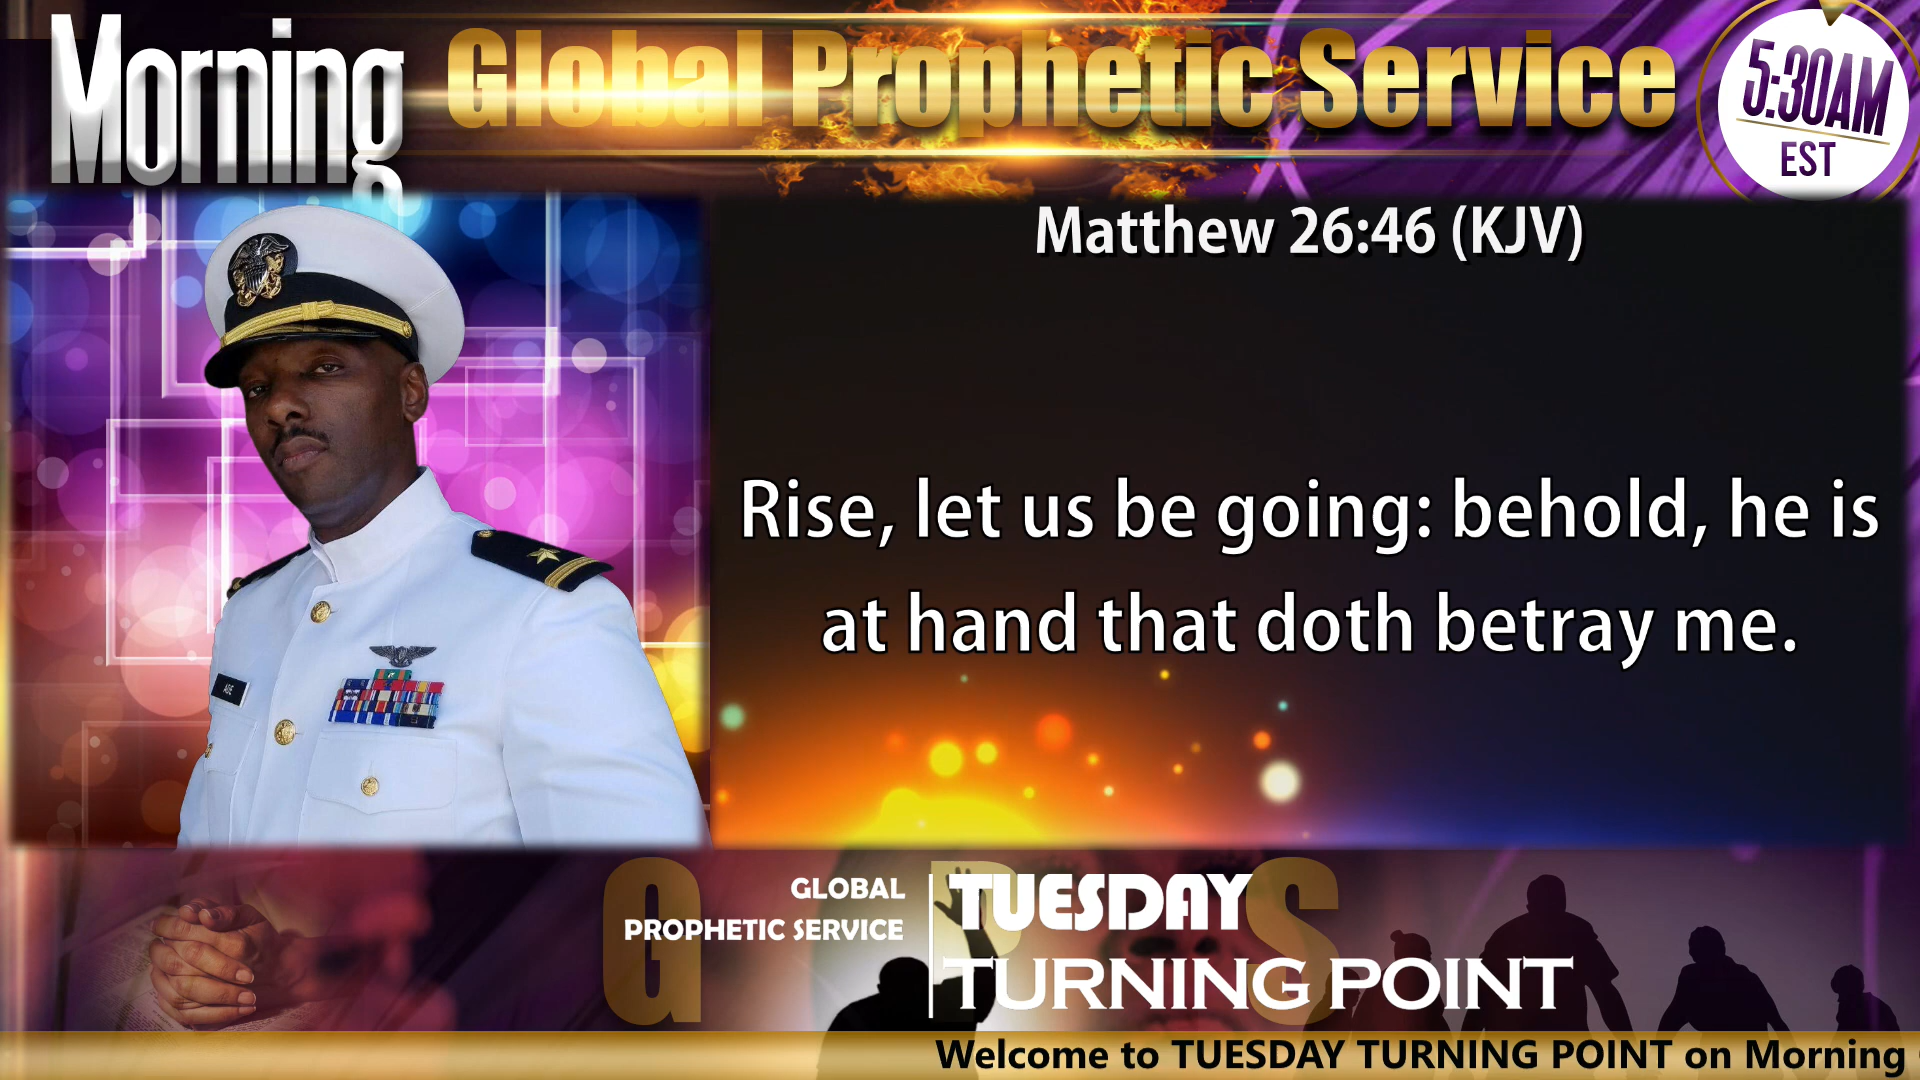 Morning Global Prophetic Service
5:30AM
EST
Matthew 26:46 (KJV)
Rise, let us be going: behold, he is
at hand that doth betray me.
ABE
G P S
GLOBAL
PROPHETIC SERVICE
TUESDAY
TURNING POINT
Welcome to TUESDAY TURNING POINT on Morning